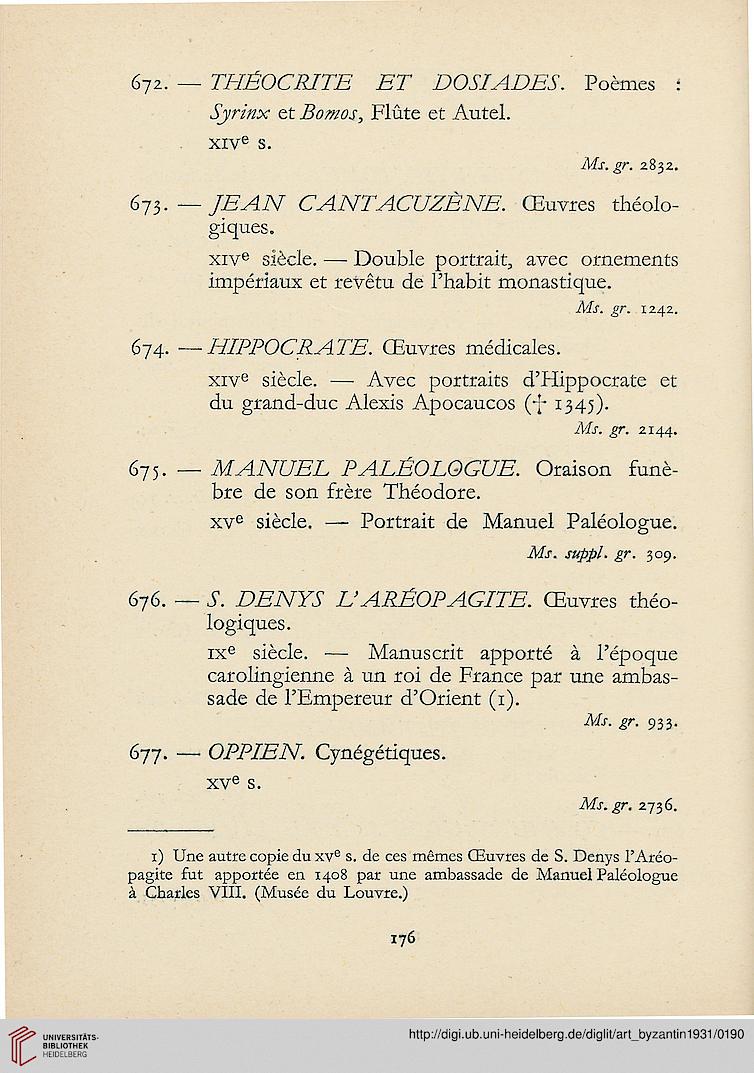 672. — THÉOCRITE ET DOSIADES. Poèmes :
Syrinx et Bomos, Flûte et Autel.
XIVe s.
Ms. gr. 2832.
673. — JEAN CANTACUZÈNE. Œuvres théolo-
giques.
XIVe siècle. — Double portrait, avec ornements
impériaux et revêtu de l'habit monastique.
Ms. gr. 1242.
674. — HIPPOCRATE. Œuvres médicales.
XIVe siècle. — Avec portraits d'Hippocrate et
du grand-duc Alexis Apocaucos († 1345).
Ms. gr. 2144.
675. — MANUEL PALÉOLOGUE. Oraison funè-
bre de son frère Théodore.
XVe siècle. — Portrait de Manuel Paléologue.
Ms. suppl. gr. 309.
676. — S. DENYS L'ARÉOPAGITE. Œuvres théo-
logiques.
IXe siècle. — Manuscrit apporté à l'époque
carolingienne à un roi de France par une ambas-
sade de l'Empereur d'Orient (1).
Ms. gr. 933.
677. — OPPIEN. Cynégétiques.
XVe s.
Ms. gr. 2736.
1) Une autre copie du XVe s. de ces mêmes Œuvres de S. Denys l'Aréo-
pagite fut apportée en 1408 par une ambassade de Manuel Paléologue
à Charles VIII. (Musée du Louvre.)
176
UNIVERSITÄTS-
BIBLIOTHEK
HEIDELBERG
http://digi.ub.uni-heidelberg.de/diglit/art_byzantin1931/0190